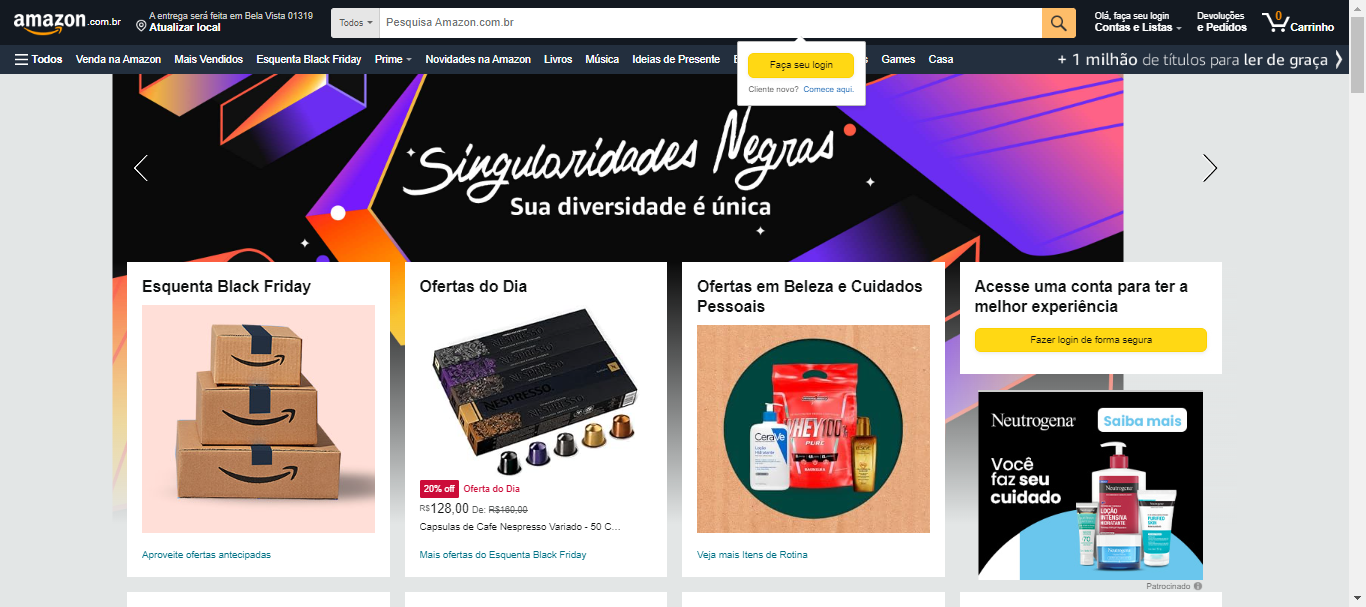 amazon.com.br
A entrega será feita em Bela Vista 01319
Atualizar local
Todos
Pesquisa Amazon.com.br
Olá, faça seu login
Contas e Listas
Devoluções
e Pedidos
0
Carrinho
Todos
Venda na Amazon
Mais Vendidos
Esquenta Black Friday
Prime
Novidades na Amazon
Livros
Música
Ideias de Presente
Games
Casa
+ 1 milhão de títulos para ler de graça
Faça seu login
Cliente novo? Comece aqui.
Singularidades Negras
Sua diversidade é única
Esquenta Black Friday
Aproveite ofertas antecipadas
Ofertas do Dia
NESPRESSO
20% off Oferta do Dia
R$128,00 De: R$160,00
Capsulas de Cafe Nespresso Variado - 50 C...
Mais ofertas do Esquenta Black Friday
Ofertas em Beleza e Cuidados
Pessoais
CeraVe
WHEY 100%
PURE
Veja mais Itens de Rotina
Acesse uma conta para ter a
melhor experiência
Fazer login de forma segura
Neutrogena
Saiba mais
Você
faz seu
cuidado
Neutrogena
LOÇÃO
INTENSIVA
HIDRATANTE
Neutrogena
70
Neutrogena
PURIFIED
SKIN
Patrocinado